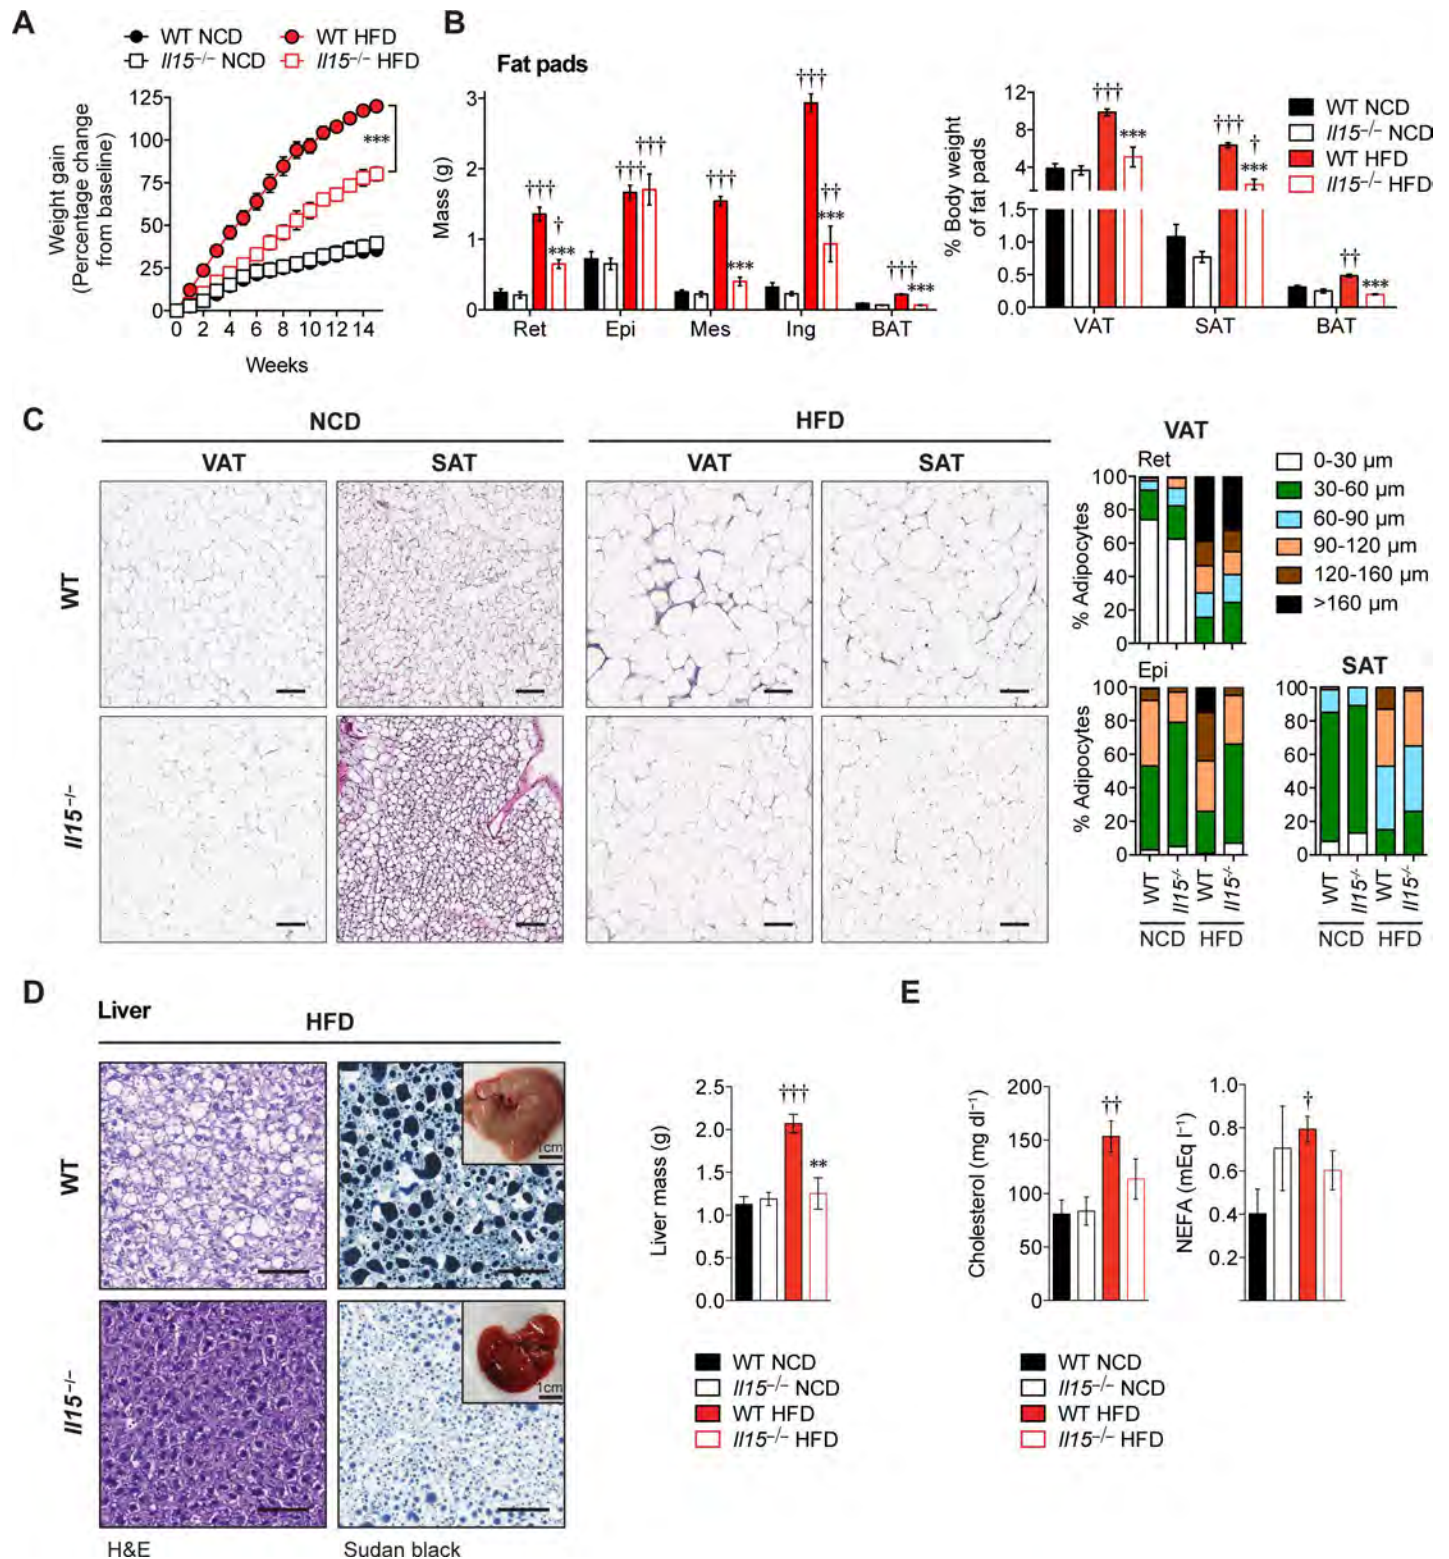 A
WT NCD
WT HFD
Il15−/− NCD
Il15−/− HFD
Weight gain
(Percentage change
from baseline)
125
100
75
50
25
0
0 2 4 6 8 10 12 14
Weeks
***
B
Fat pads
Mass (g)
3
2
1
0
††† † ***
††† †††
††† ***
††† †† ***
††† ***
Ret Epi Mes Ing BAT
% Body weight
of fat pads
12
8
4
1.5
1.0
0.5
0.0
††† ***
††† † ***
†† ***
VAT SAT BAT
WT NCD
Il15−/− NCD
WT HFD
Il15−/− HFD
C
NCD HFD
VAT SAT VAT SAT
WT
Il15−/−
VAT
Ret
% Adipocytes
100
80
60
40
20
0
0-30 µm
30-60 µm
60-90 µm
90-120 µm
120-160 µm
>160 µm
Epi
% Adipocytes
100
80
60
40
20
0
WT Il15-/- WT Il15-/-
NCD HFD
SAT
100
80
60
40
20
0
WT Il15-/- WT Il15-/-
NCD HFD
D
Liver
HFD
WT
Il15−/−
1cm
1cm
H&E Sudan black
Liver mass (g)
2.5
2.0
1.5
1.0
0.5
0.0
†††
**
WT NCD
Il15−/− NCD
WT HFD
Il15−/− HFD
E
Cholesterol (mg dl−1)
200
150
100
50
0
††
NEFA (mEq l−1)
1.0
0.8
0.6
0.4
0.2
†
WT NCD
Il15−/− NCD
WT HFD
Il15−/− HFD